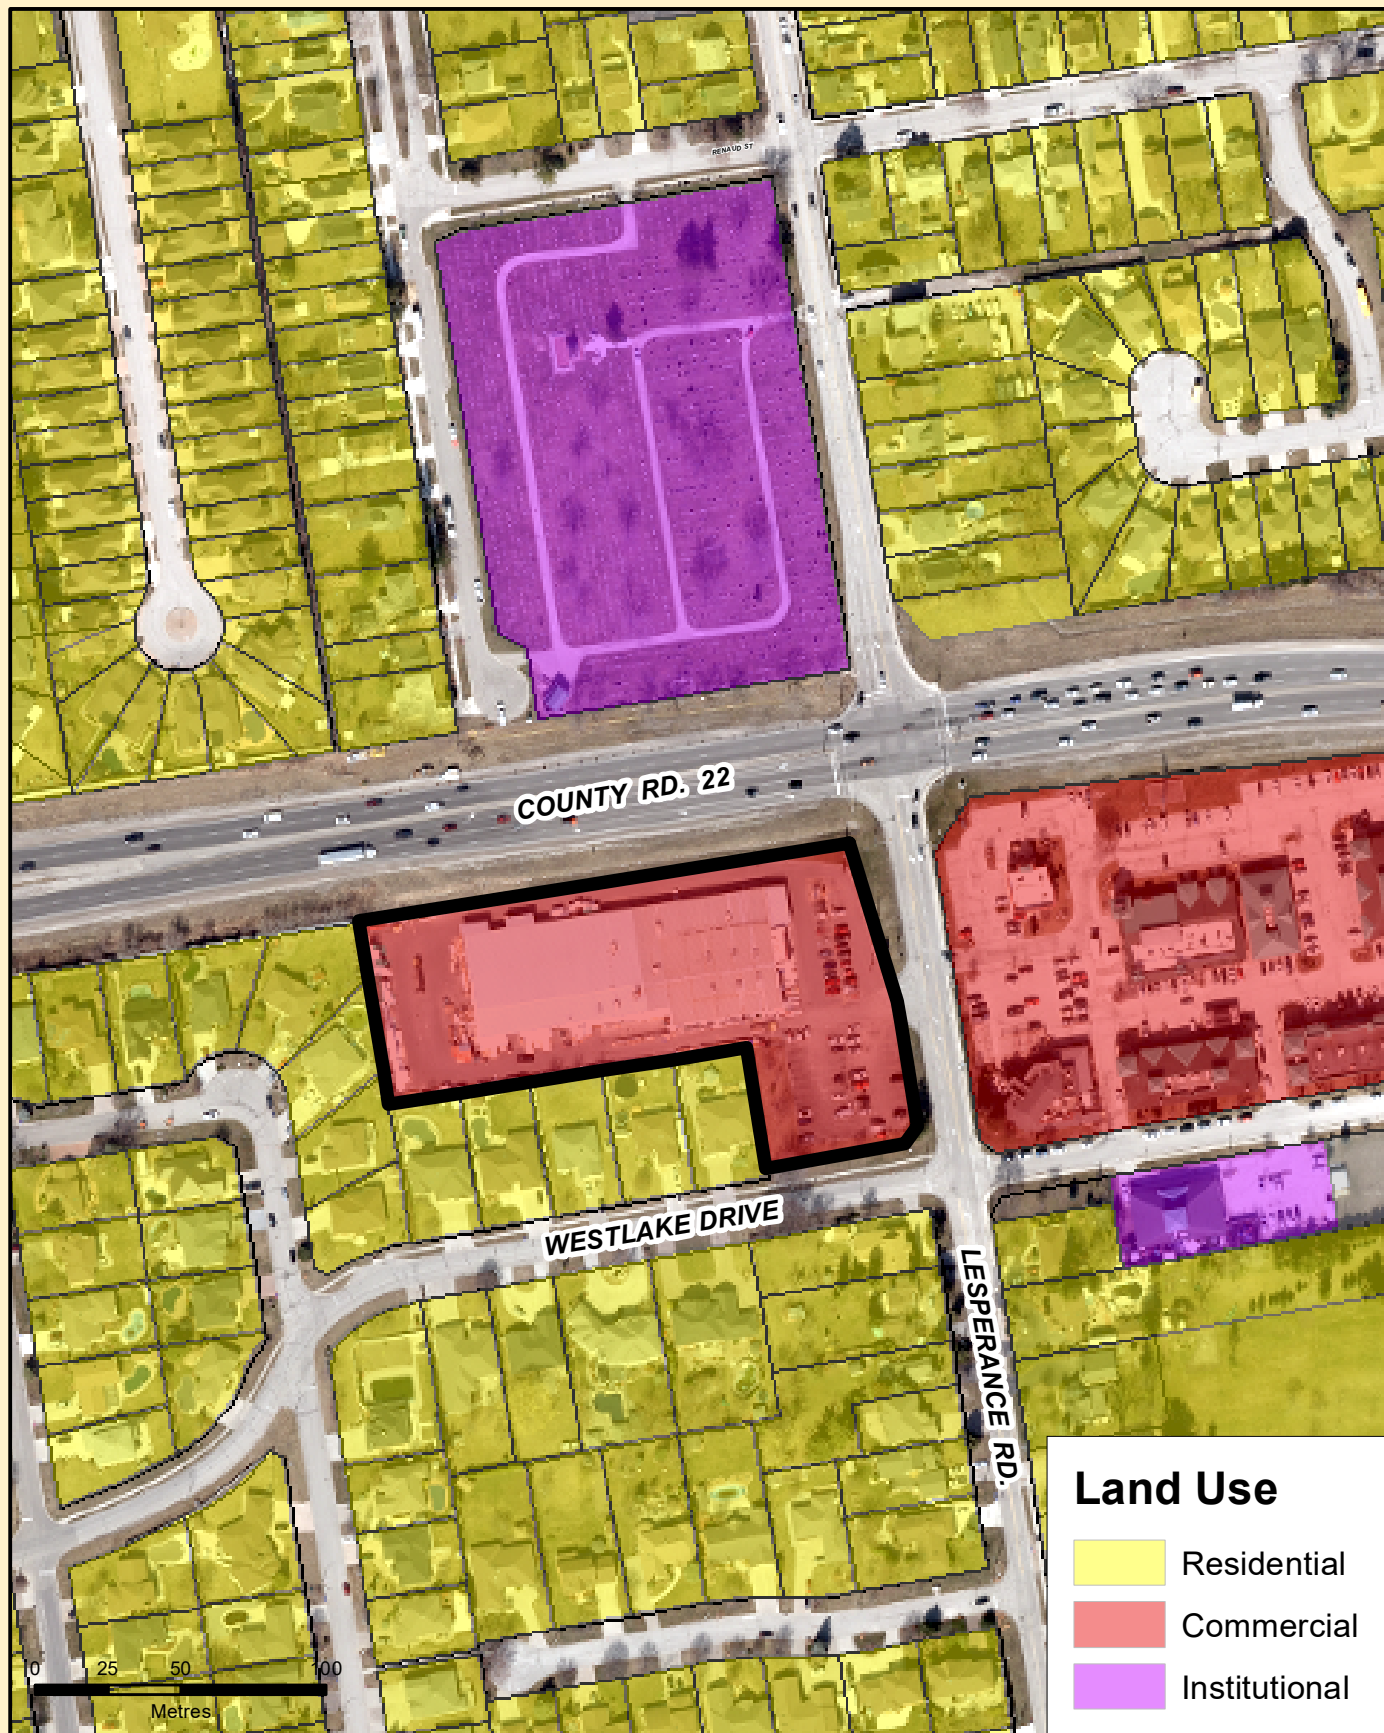 RENAUD ST
COUNTY RD. 22
WESTLAKE DRIVE
LESPERANCE RD.
Land Use
Residential
Commercial
Institutional
0 25 50 100
Metres